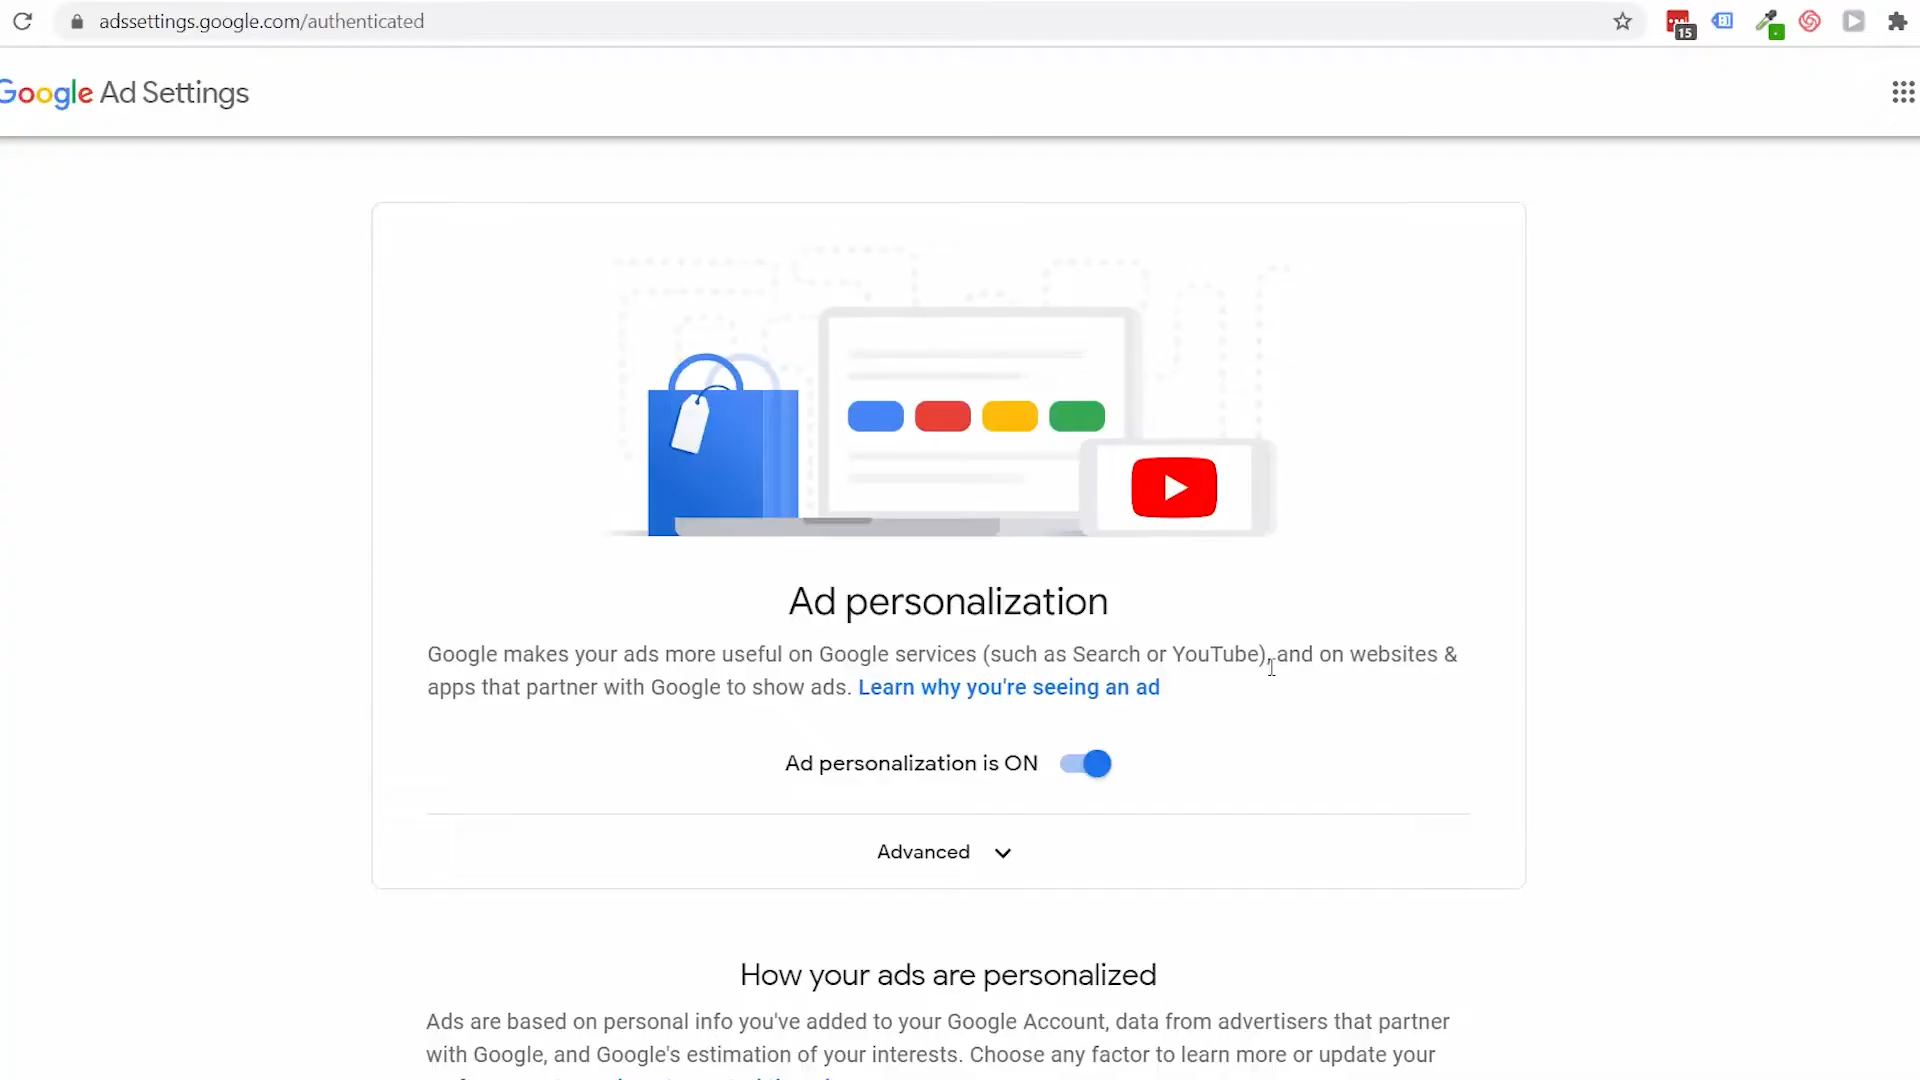 adssettings.google.com/authenticated
15
Google Ad Settings
Ad personalization
Google makes your ads more useful on Google services (such as Search or YouTube), and on websites &
apps that partner with Google to show ads. Learn why you're seeing an ad
Ad personalization is ON
Advanced
How your ads are personalized
Ads are based on personal info you've added to your Google Account, data from advertisers that partner
with Google, and Google's estimation of your interests. Choose any factor to learn more or update your